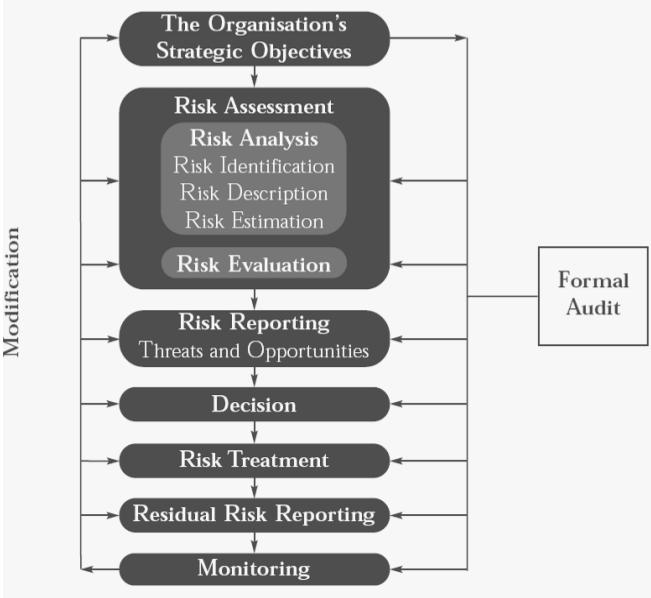 The Organisation's
Strategic Objectives
Risk Assessment
Risk Analysis
Risk Identification
Risk Description
Risk Estimation
Risk Evaluation
Risk Reporting
Threats and Opportunities
Decision
Risk Treatment
Residual Risk Reporting
Monitoring
Modification
Formal
Audit